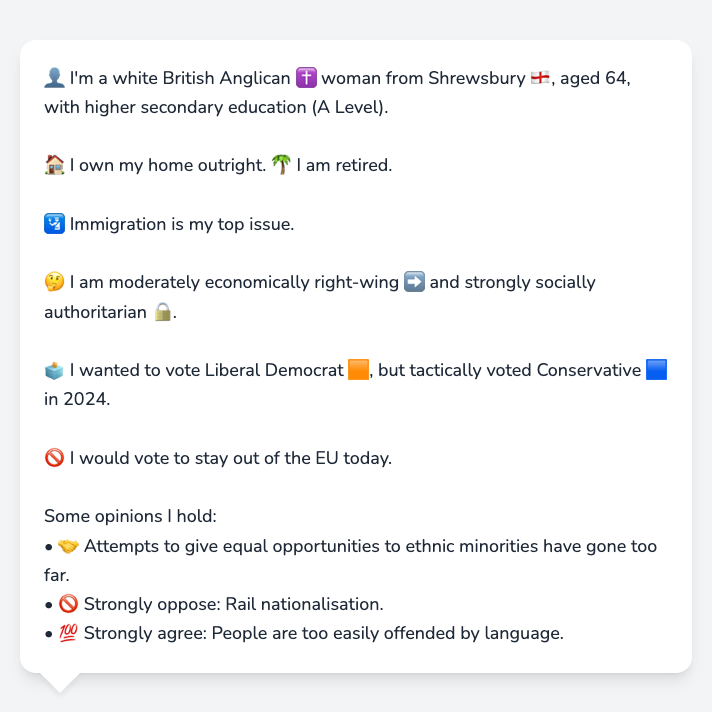 👤 I'm a white British Anglican ✝️ woman from Shrewsbury 🏴󠁧󠁢󠁥󠁮󠁧󠁿, aged 64,
with higher secondary education (A Level).
🏠 I own my home outright. 🌴 I am retired.
🛂 Immigration is my top issue.
🤔 I am moderately economically right-wing ➡️ and strongly socially
authoritarian 🔒.
🗳️ I wanted to vote Liberal Democrat 🟧, but tactically voted Conservative 🟦
in 2024.
🚫 I would vote to stay out of the EU today.
Some opinions I hold:
• 🤝 Attempts to give equal opportunities to ethnic minorities have gone too
far.
• 🚫 Strongly oppose: Rail nationalisation.
• 💯 Strongly agree: People are too easily offended by language.